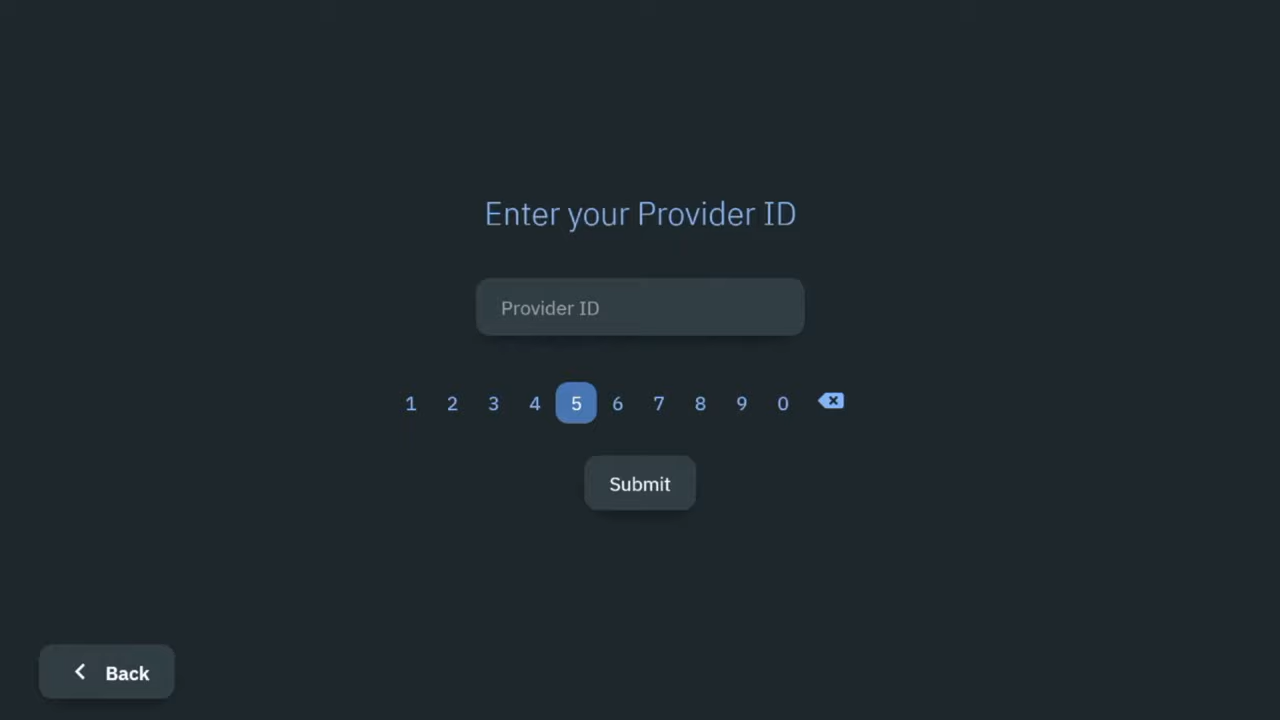 Enter your Provider ID
Provider ID
1 2 3 4 5 6 7 8 9 0
Submit
Back